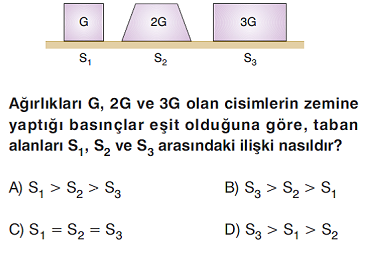 G 2G 3G
S₁ S₂ S₃
Ağırlıkları G, 2G ve 3G olan cisimlerin zemine
yaptığı basınçlar eşit olduğuna göre, taban
alanları S₁, S₂ ve S₃ arasındaki ilişki nasıldır?
A) S₁ > S₂ > S₃ B) S₃ > S₂ > S₁
C) S₁ = S₂ = S₃ D) S₃ > S₁ > S₂